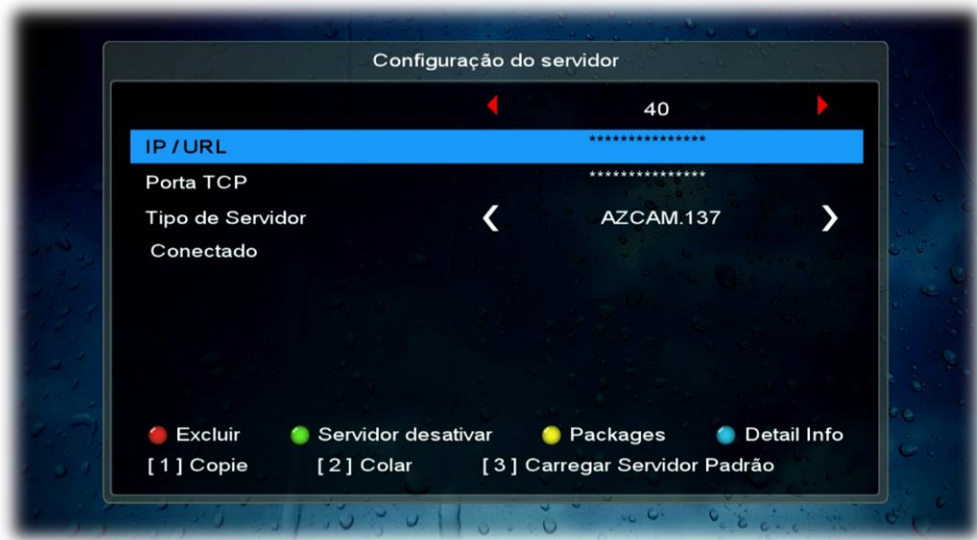 Configuração do servidor
40
IP / URL ***************
Porta TCP ***************
Tipo de Servidor AZCAM.137
Conectado
Excluir Servidor desativar Packages Detail Info
[ 1 ] Copie [ 2 ] Colar [ 3 ] Carregar Servidor Padrão